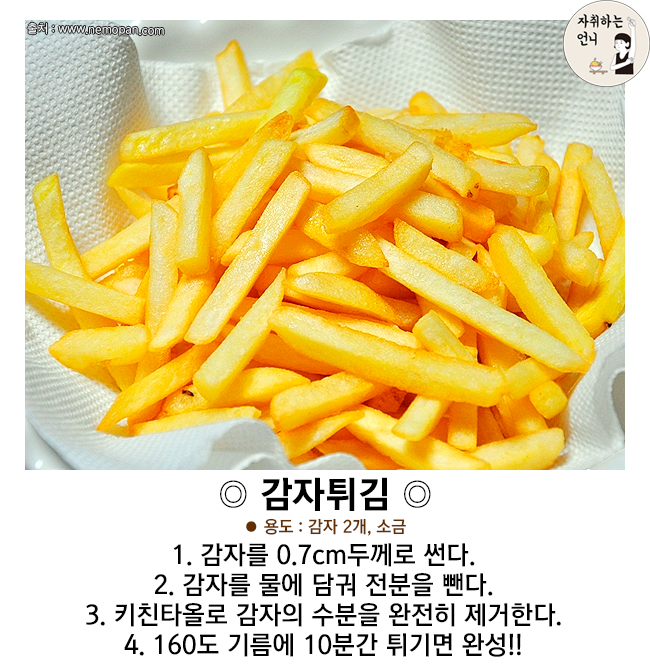 출처 : www.nemopan.com
자취하는
언니
◎ 감자튀김 ◎
● 용도 : 감자 2개, 소금
1. 감자를 0.7cm두께로 썬다.
2. 감자를 물에 담궈 전분을 뺀다.
3. 키친타올로 감자의 수분을 완전히 제거한다.
4. 160도 기름에 10분간 튀기면 완성!!